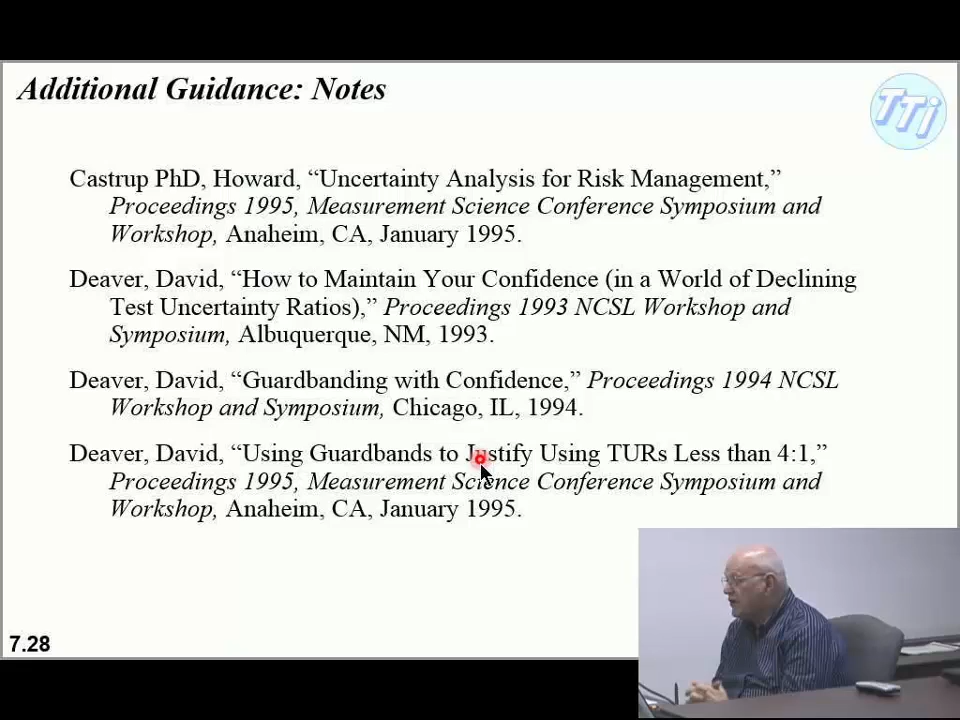 Additional Guidance: Notes
TTi
Castrup PhD, Howard, “Uncertainty Analysis for Risk Management,”
Proceedings 1995, Measurement Science Conference Symposium and
Workshop, Anaheim, CA, January 1995.
Deaver, David, “How to Maintain Your Confidence (in a World of Declining
Test Uncertainty Ratios),” Proceedings 1993 NCSL Workshop and
Symposium, Albuquerque, NM, 1993.
Deaver, David, “Guardbanding with Confidence,” Proceedings 1994 NCSL
Workshop and Symposium, Chicago, IL, 1994.
Deaver, David, “Using Guardbands to Justify Using TURs Less than 4:1,”
Proceedings 1995, Measurement Science Conference Symposium and
Workshop, Anaheim, CA, January 1995.
7.28